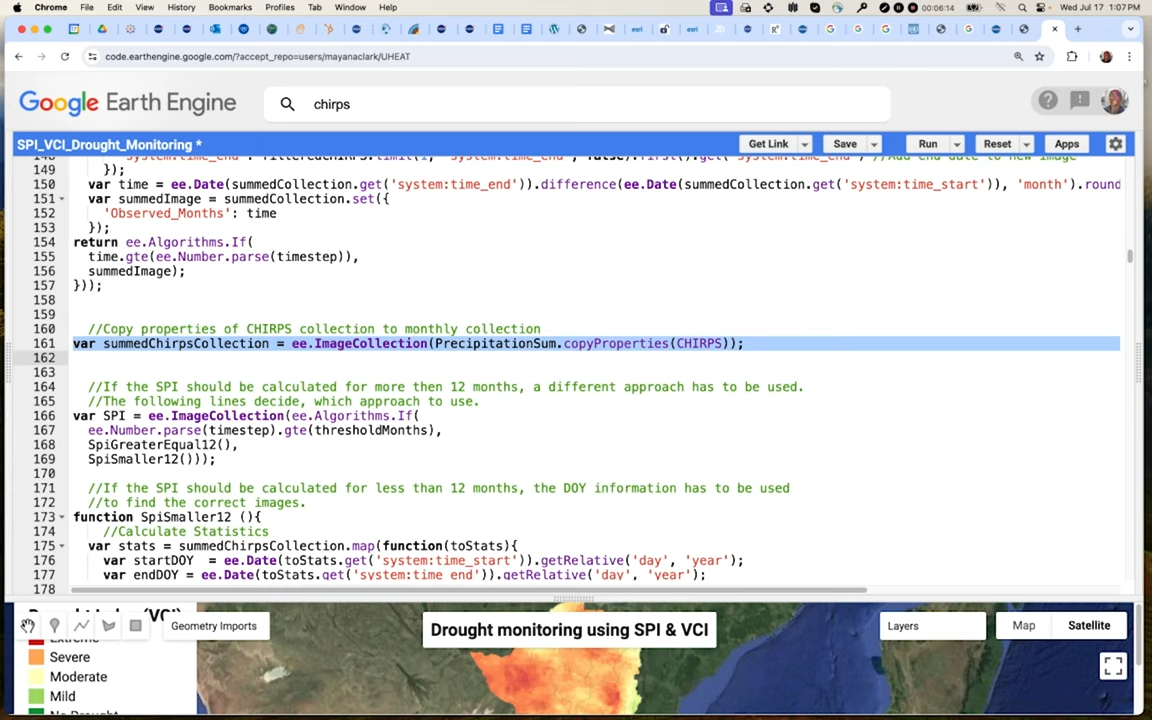 Chrome File Edit View History Bookmarks Profiles Tab Window Help 00:06:14 Wed Jul 17 1:07 PM
code.earthengine.google.com/?accept_repo=users/mayanaclark/UHEAT
Google Earth Engine chirps
SPI_VCI_Drought_Monitoring * Get Link Save Run Reset Apps
149 });
150 var time = ee.Date(summedCollection.get('system:time_end')).difference(ee.Date(summedCollection.get('system:time_start')), 'month').round
151 var summedImage = summedCollection.set({
152 'Observed_Months': time
153 });
154 return ee.Algorithms.If(
155 time.gte(ee.Number.parse(timestep)),
156 summedImage);
157 }));
158
159
160 //Copy properties of CHIRPS collection to monthly collection
161 var summedChirpsCollection = ee.ImageCollection(PrecipitationSum.copyProperties(CHIRPS));
162
163
164 //If the SPI should be calculated for more then 12 months, a different approach has to be used.
165 //The following lines decide, which approach to use.
166 var SPI = ee.ImageCollection(ee.Algorithms.If(
167 ee.Number.parse(timestep).gte(thresholdMonths),
168 SpiGreaterEqual12(),
169 SpiSmaller12()));
170
171 //If the SPI should be calculated for less than 12 months, the DOY information has to be used
172 //to find the correct images.
173 function SpiSmaller12 (){
174 //Calculate Statistics
175 var stats = summedChirpsCollection.map(function(toStats){
176 var startDOY = ee.Date(toStats.get('system:time_start')).getRelative('day', 'year');
177 var endDOY = ee.Date(toStats.get('system:time_end')).getRelative('day', 'year');
178
Geometry Imports
Drought monitoring using SPI & VCI
Layers
Map Satellite
Severe
Moderate
Mild